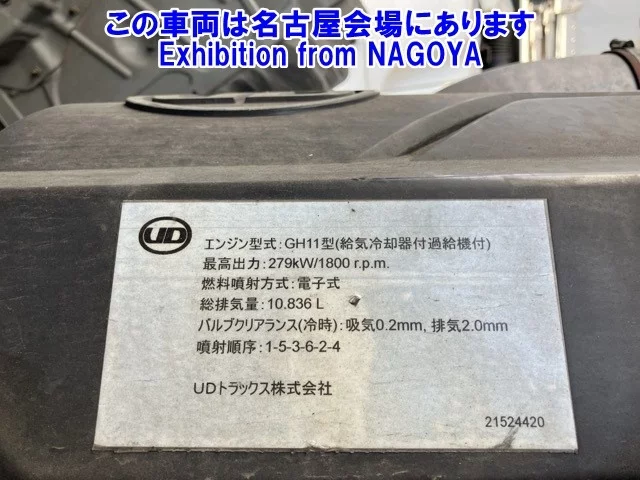 この車両は名古屋会場にあります
Exhibition from NAGOYA
UD
エンジン型式:GH11型(給気冷却器付過給機付)
最高出力:279kW/1800 r.p.m.
燃料噴射方式:電子式
総排気量:10.836 L
バルブクリアランス(冷時):吸気0.2mm, 排気2.0mm
噴射順序:1-5-3-6-2-4
UDトラックス株式会社
21524420